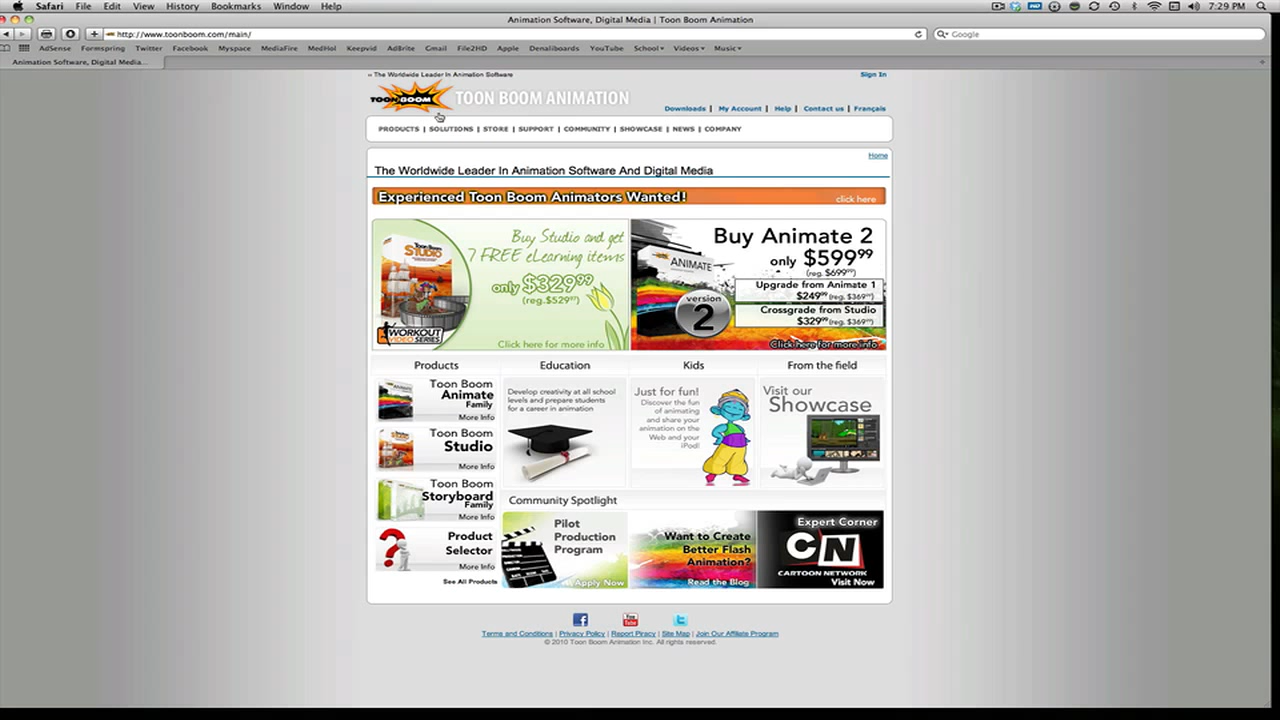 Safari File Edit View History Bookmarks Window Help 7:29 PM
Animation Software, Digital Media | Toon Boom Animation
http://www.toonboom.com/main/
Google
AdSense Formspring Twitter Facebook Myspace MediaFire MedHol Keepvid AdBrite Gmail File2HD Apple Denaliboards YouTube School Videos Music
Animation Software, Digital Media...
« The Worldwide Leader In Animation Software
Sign In
TOON BOOM
TOON BOOM ANIMATION
Downloads | My Account | Help | Contact us | Français
PRODUCTS | SOLUTIONS | STORE | SUPPORT | COMMUNITY | SHOWCASE | NEWS | COMPANY
Home
The Worldwide Leader In Animation Software And Digital Media
Experienced Toon Boom Animators Wanted!
click here
Toon Boom
STUDIO
WORKOUT
VIDEO SERIES
Buy Studio and get
7 FREE eLearning items
only $329.99
(reg. $529.99)
Click here for more info
ANIMATE
version
2
Buy Animate 2
only $599.99
(reg. $699.99)
Upgrade from Animate 1
$249.99 (reg. $369.99)
Crossgrade from Studio
$329.99 (reg. $369.99)
Click here for more info
Products
Toon Boom
Animate
Family
More Info
Toon Boom
Studio
More Info
Toon Boom
Storyboard
Family
More Info
Product
Selector
More Info
See All Products
Education
Develop creativity at all school
levels and prepare students
for a career in animation
Kids
Just for fun!
Discover the fun
of animating
and share your
animation on the
Web and your
iPod!
From the field
Visit our
Showcase
Community Spotlight
Pilot
Production
Program
Apply Now
Want to Create
Better Flash
Animation?
Read the Blog
Expert Corner
CN
CARTOON NETWORK
Visit Now
You
Tube
Terms and Conditions | Privacy Policy | Report Piracy | Site Map | Join Our Affiliate Program
© 2010 Toon Boom Animation Inc. All rights reserved.